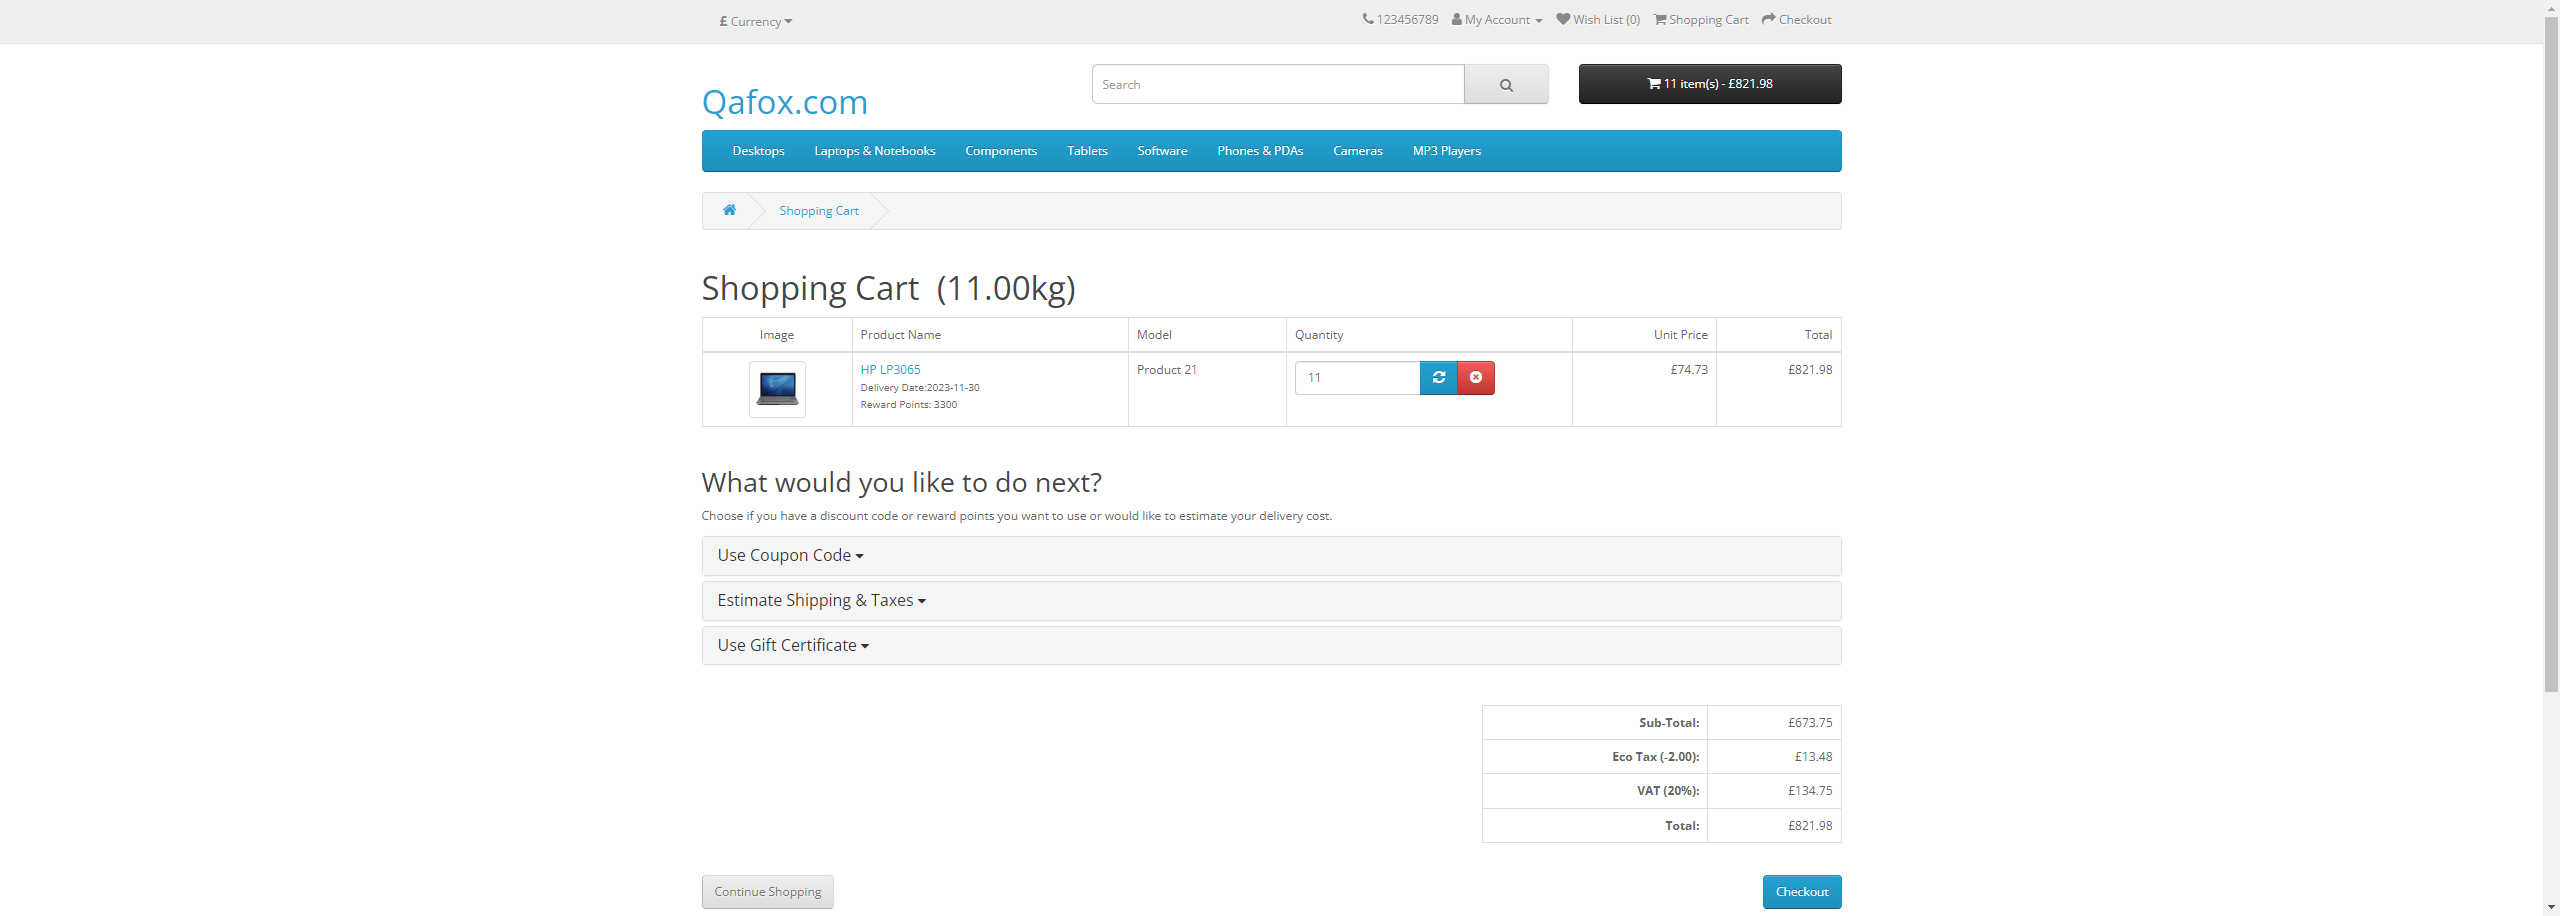 £ Currency
123456789 My Account Wish List (0) Shopping Cart Checkout
Qafox.com
Search
11 item(s) - £821.98
Desktops Laptops & Notebooks Components Tablets Software Phones & PDAs Cameras MP3 Players
Shopping Cart
Shopping Cart (11.00kg)
Image Product Name Model Quantity Unit Price Total
HP LP3065 Product 21 11 £74.73 £821.98
Delivery Date:2023-11-30
Reward Points: 3300
What would you like to do next?
Choose if you have a discount code or reward points you want to use or would like to estimate your delivery cost.
Use Coupon Code
Estimate Shipping & Taxes
Use Gift Certificate
Sub-Total: £673.75
Eco Tax (-2.00): £13.48
VAT (20%): £134.75
Total: £821.98
Continue Shopping Checkout